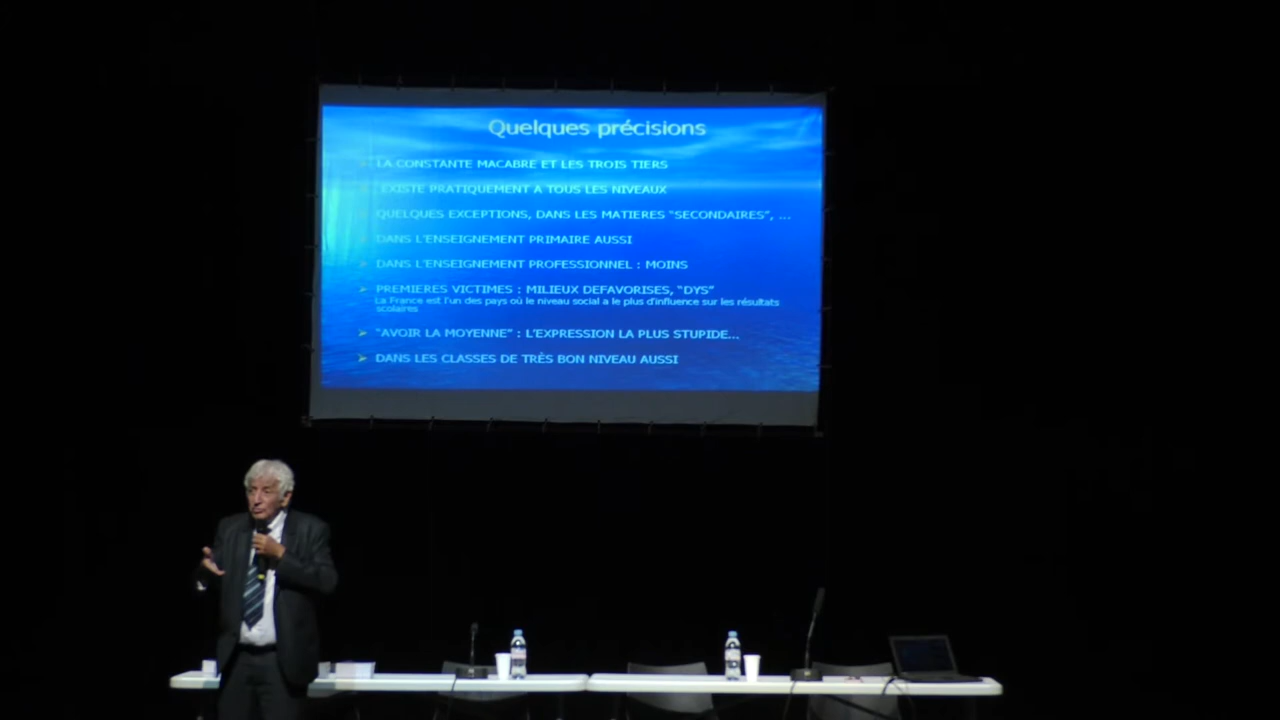 Quelques précisions
LA CONSTANTE MACABRE ET LES TROIS TIERS
EXISTE PRATIQUEMENT A TOUS LES NIVEAUX
QUELQUES EXCEPTIONS, DANS LES MATIERES "SECONDAIRES", ...
DANS L'ENSEIGNEMENT PRIMAIRE AUSSI
DANS L'ENSEIGNEMENT PROFESSIONNEL : MOINS
PREMIERES VICTIMES : MILIEUX DEFAVORISES, "DYS"
La France est l'un des pays où le niveau social a le plus d'influence sur les résultats
scolaires
"AVOIR LA MOYENNE" : L'EXPRESSION LA PLUS STUPIDE...
DANS LES CLASSES DE TRÈS BON NIVEAU AUSSI